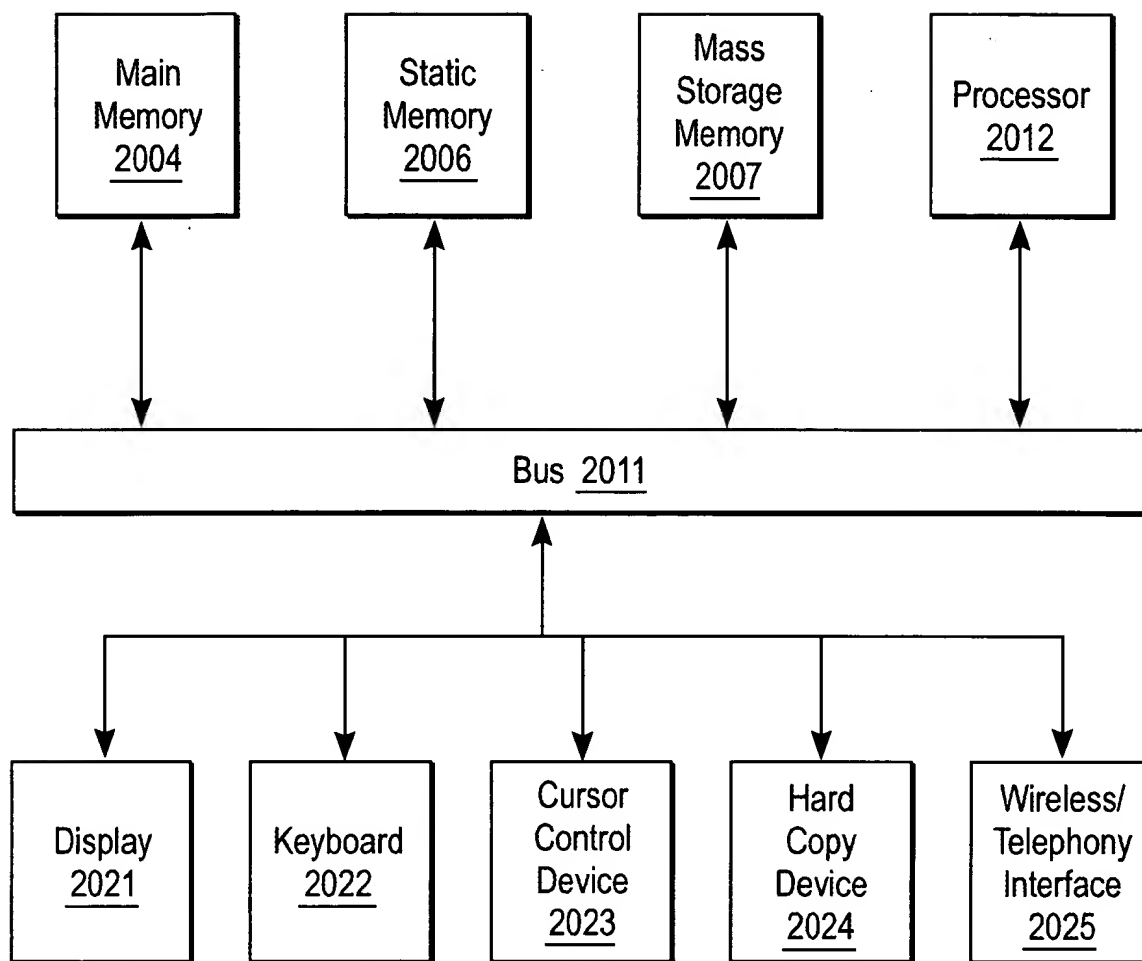 Main
Memory
2004
Static
Memory
2006
Mass
Storage
Memory
2007
Processor
2012
Bus 2011
Display
2021
Keyboard
2022
Cursor
Control
Device
2023
Hard
Copy
Device
2024
Wireless/
Telephony
Interface
2025